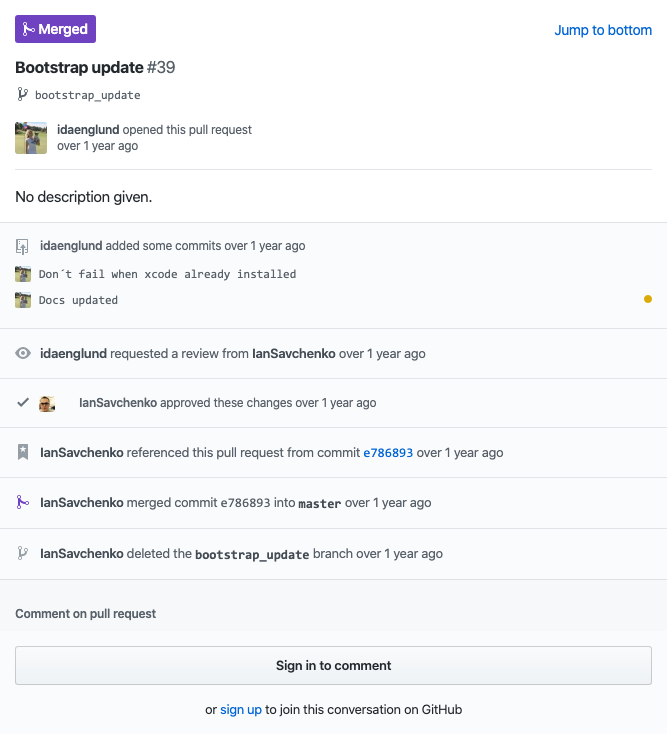 Merged
Jump to bottom
Bootstrap update #39
bootstrap_update
idaenglund opened this pull request
over 1 year ago
No description given.
idaenglund added some commits over 1 year ago
Don´t fail when xcode already installed
Docs updated
idaenglund requested a review from IanSavchenko over 1 year ago
IanSavchenko approved these changes over 1 year ago
IanSavchenko referenced this pull request from commit e786893 over 1 year ago
IanSavchenko merged commit e786893 into master over 1 year ago
IanSavchenko deleted the bootstrap_update branch over 1 year ago
Comment on pull request
Sign in to comment
or sign up to join this conversation on GitHub